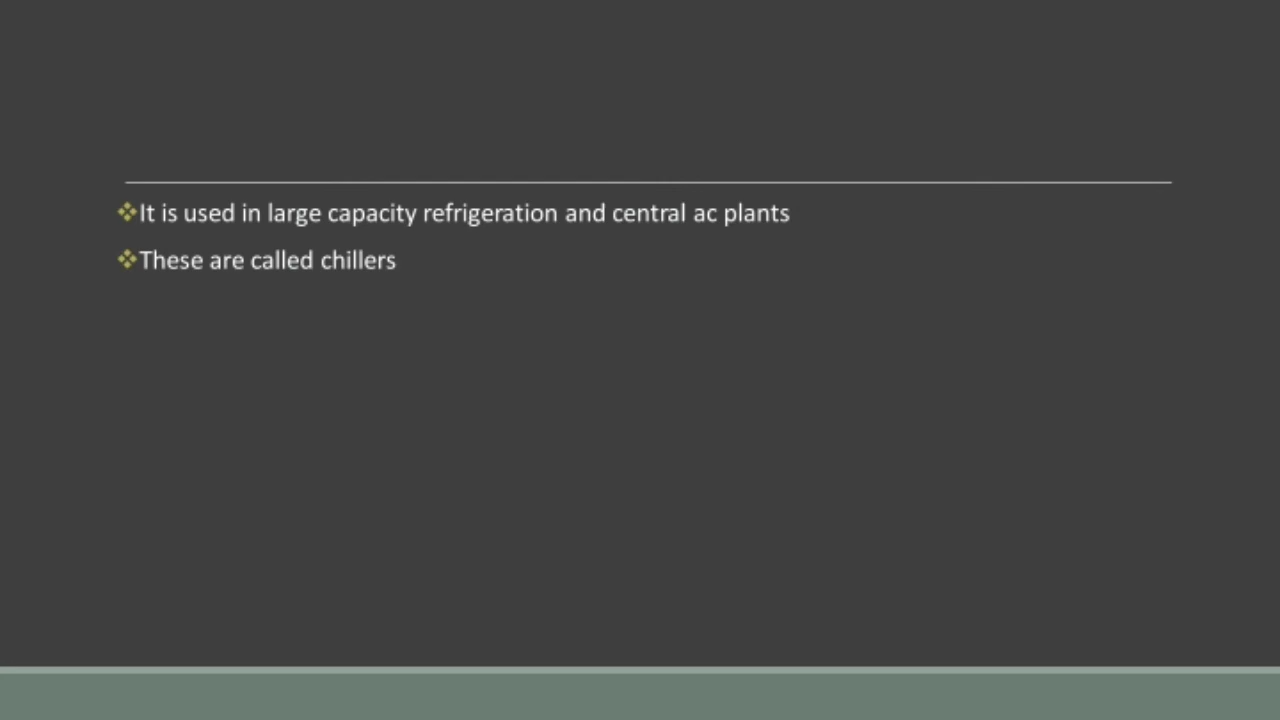 ❖It is used in large capacity refrigeration and central ac plants
❖These are called chillers